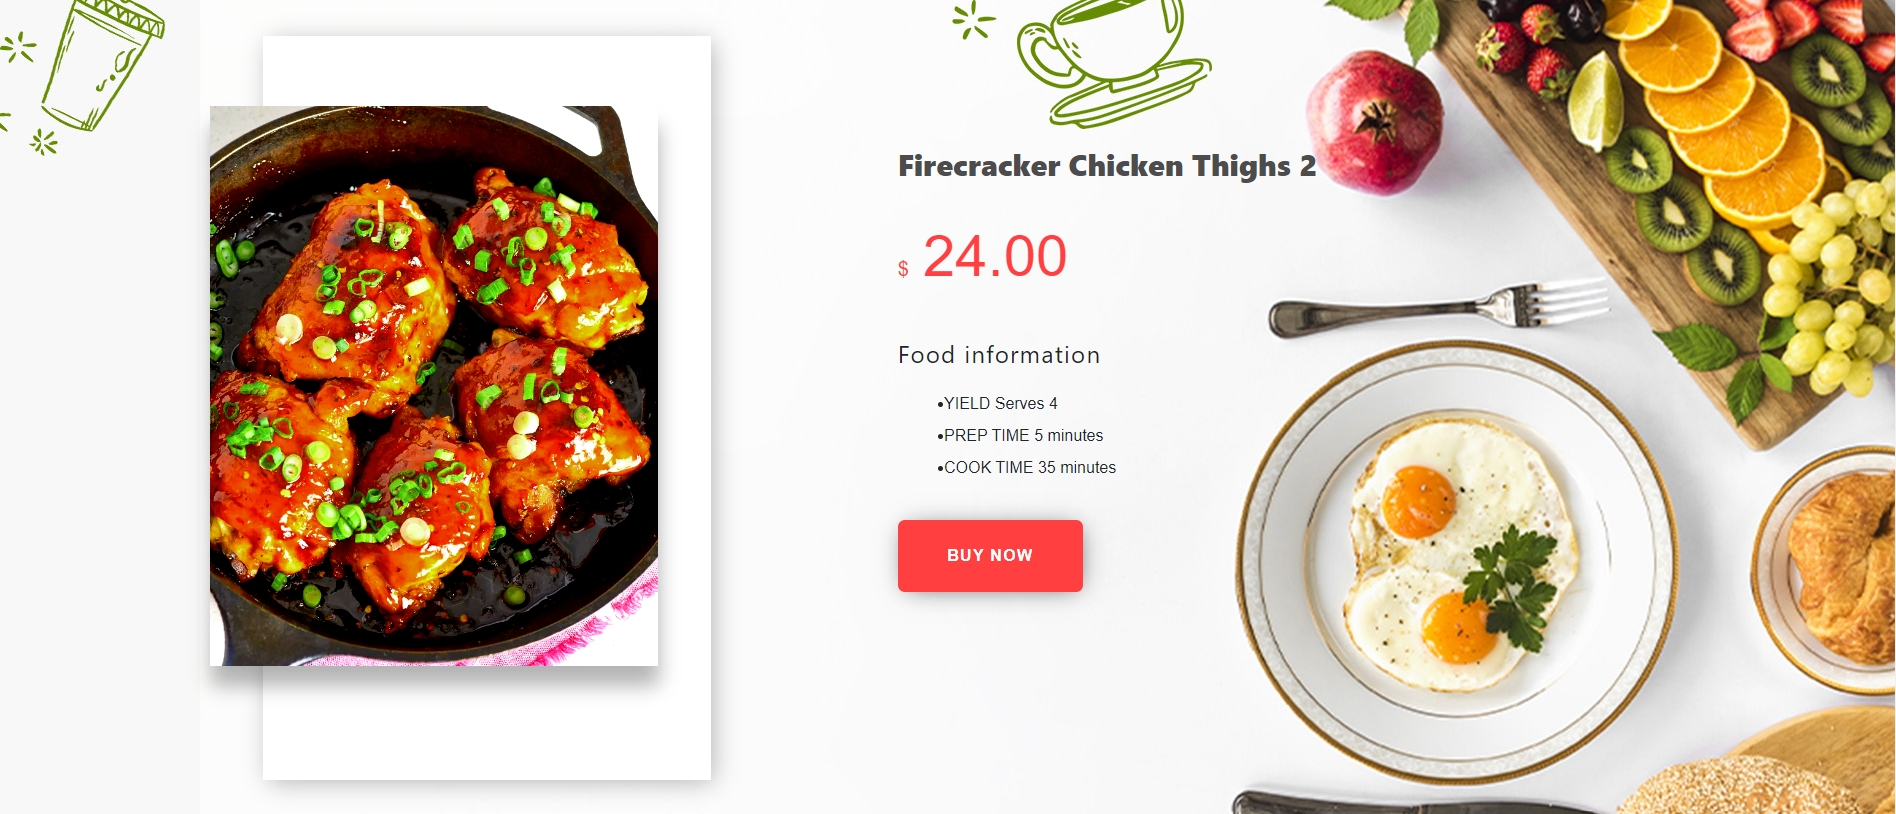 Firecracker Chicken Thighs 2
$ 24.00
Food information
•YIELD Serves 4
•PREP TIME 5 minutes
•COOK TIME 35 minutes
BUY NOW